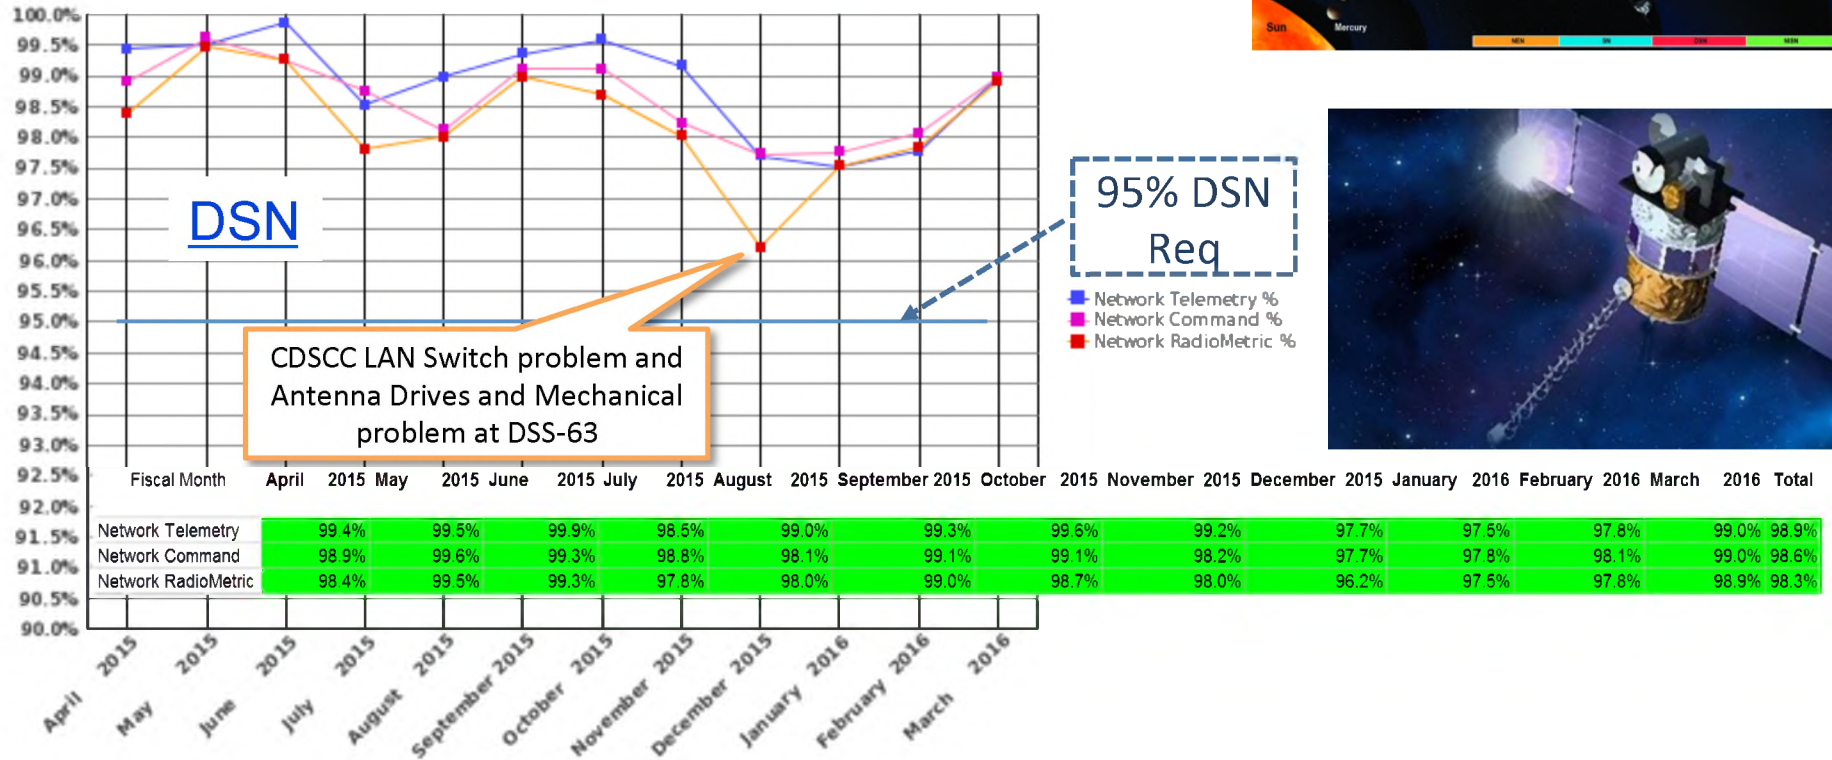 100.0%
99.5%
99.0%
98.5%
98.0%
97.5%
97.0%
96.5%
96.0%
95.5%
95.0%
94.5%
94.0%
93.5%
93.0%
92.5%
92.0%
91.5%
91.0%
90.5%
90.0%
DSN
CDSCC LAN Switch problem and
Antenna Drives and Mechanical
problem at DSS-63
95% DSN
Req
Network Telemetry %
Network Command %
Network RadioMetric %
Sun
Mercury
NEN SN DSN NISN
Fiscal Month April 2015 May 2015 June 2015 July 2015 August 2015 September 2015 October 2015 November 2015 December 2015 January 2016 February 2016 March 2016 Total
Network Telemetry 99.4% 99.5% 99.9% 98.5% 99.0% 99.3% 99.6% 99.2% 97.7% 97.5% 97.8% 99.0% 98.9%
Network Command 98.9% 99.6% 99.3% 98.8% 98.1% 99.1% 99.1% 98.2% 97.7% 97.8% 98.1% 99.0% 98.6%
Network RadioMetric 98.4% 99.5% 99.3% 97.8% 98.0% 99.0% 98.7% 98.0% 96.2% 97.5% 97.8% 98.9% 98.3%
April 2015
May 2015
June 2015
July 2015
August 2015
September 2015
October 2015
November 2015
December 2015
January 2016
February 2016
March 2016